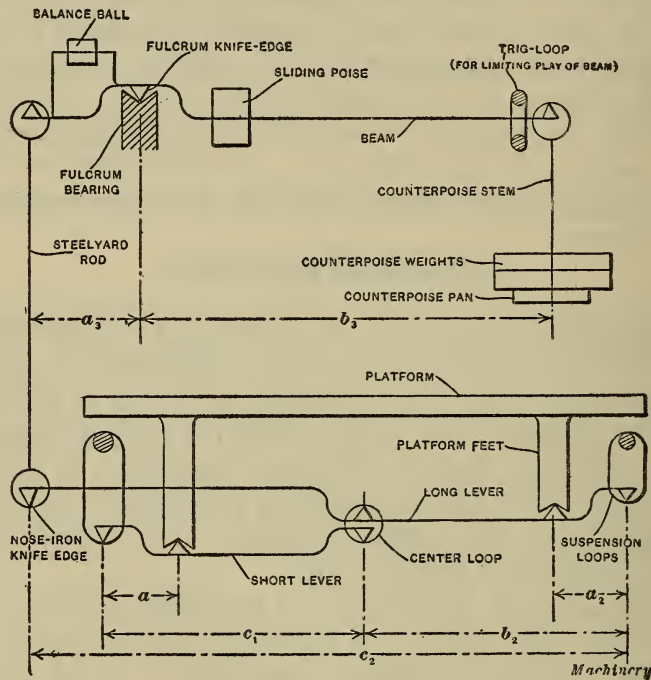 BALANCE BALL
FULCRUM KNIFE-EDGE
SLIDING POISE
TRIG-LOOP
(FOR LIMITING PLAY OF BEAM)
BEAM
FULCRUM
BEARING
COUNTERPOISE STEM
STEELYARD
ROD
COUNTERPOISE WEIGHTS
COUNTERPOISE PAN
a₃
b₃
PLATFORM
PLATFORM FEET
LONG LEVER
NOSE-IRON
KNIFE EDGE
CENTER LOOP
SUSPENSION
LOOPS
SHORT LEVER
a
a₂
c₁
b₂
c₂
Machinery